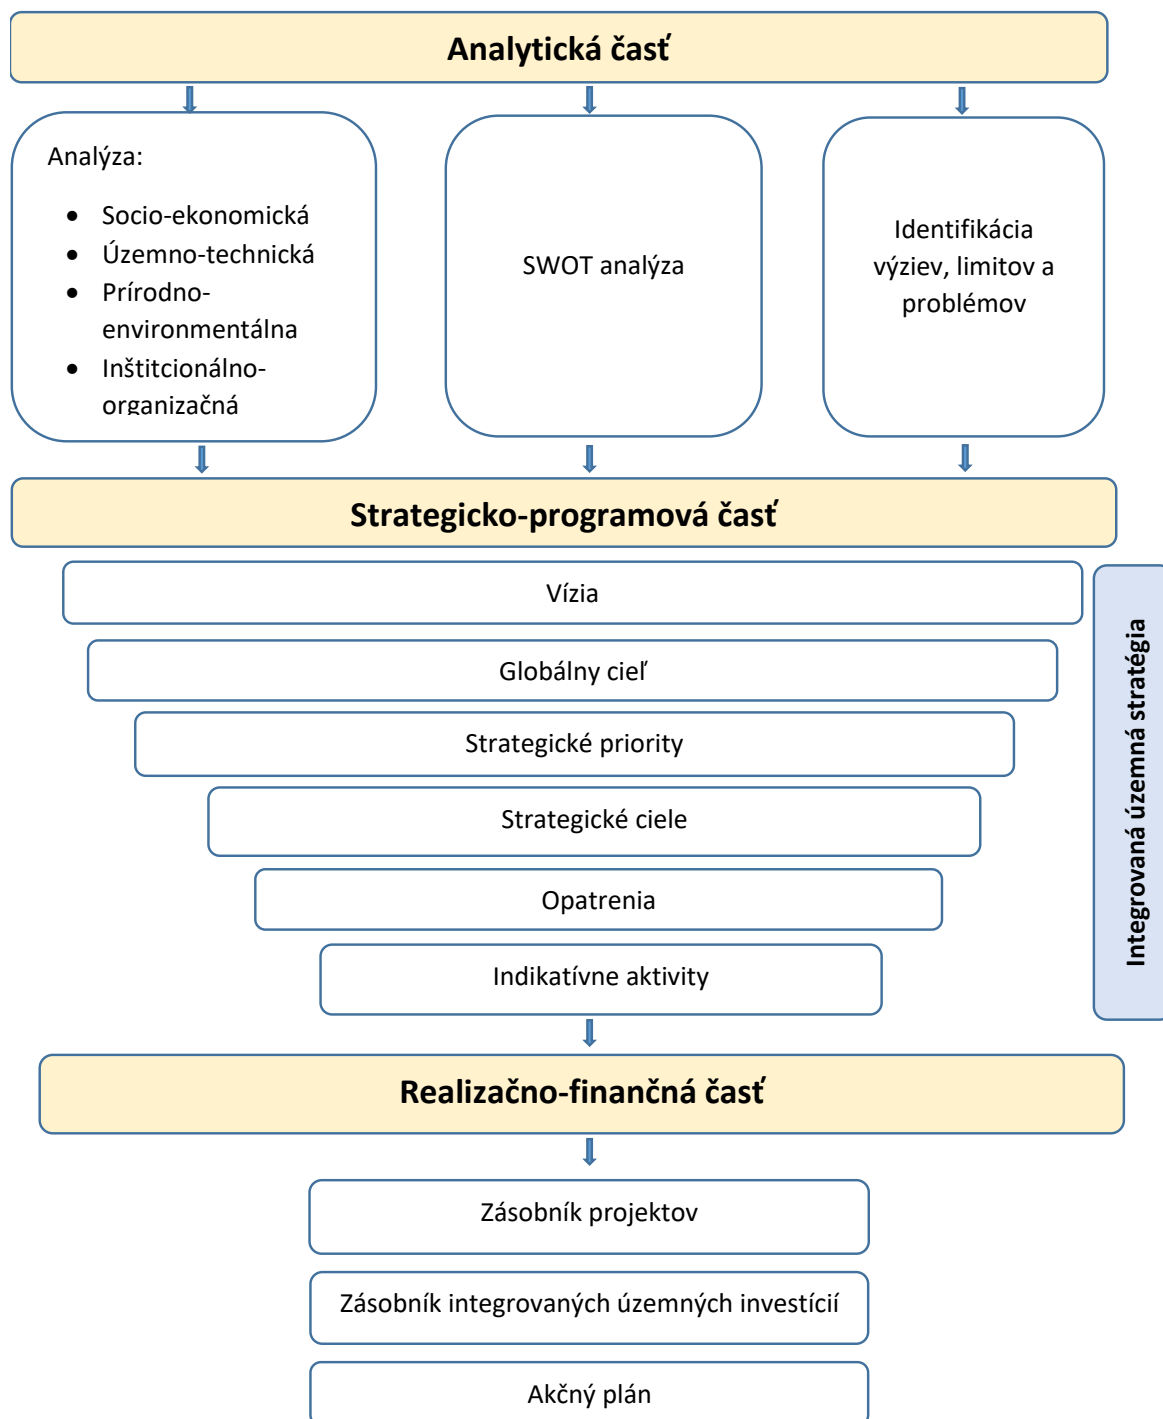 Analytická časť
Analýza:
• Socio-ekonomická
• Územno-technická
• Prírodno-
environmentálna
• Inštitcionálno-
organizačná
SWOT analýza
Identifikácia
výziev, limitov a
problémov
Strategicko-programová časť
Vízia
Globálny cieľ
Strategické priority
Strategické ciele
Opatrenia
Indikatívne aktivity
Integrovaná územná stratégia
Realizačno-finančná časť
Zásobník projektov
Zásobník integrovaných územných investícií
Akčný plán